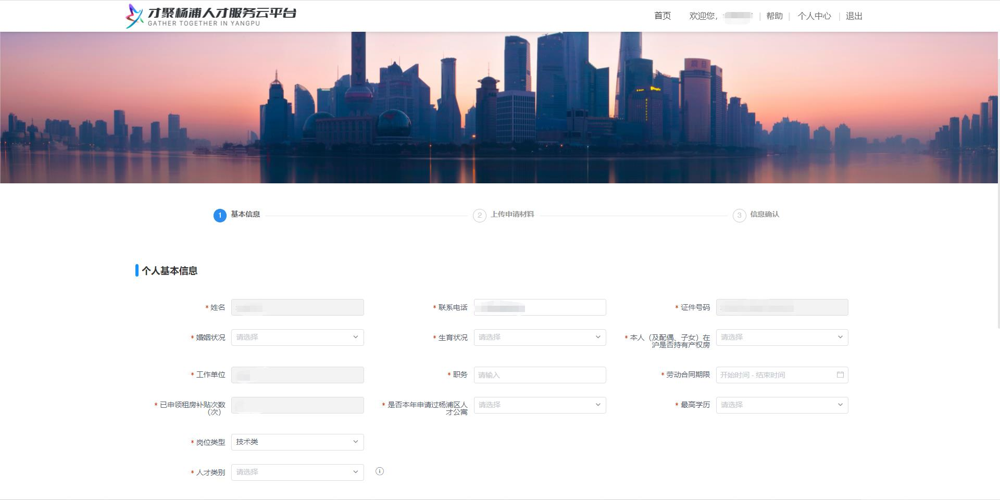 才聚杨浦人才服务云平台
GATHER TOGETHER IN YANGPU
首页 欢迎您, | 帮助 | 个人中心 | 退出
震旦
1 基本信息 2 上传申请材料 3 信息确认
个人基本信息
* 姓名 * 联系电话 * 证件号码
* 婚姻状况 请选择 * 生育状况 请选择 * 本人（及配偶、子女）在
沪是否持有产权房 请选择
* 工作单位 * 职务 请输入 * 劳动合同期限 开始时间 - 结束时间
* 已申领租房补贴次数
（次） * 是否本年申请过杨浦区人
才公寓 请选择 * 最高学历 请选择
* 岗位类型 技术类
* 人才类别 请选择